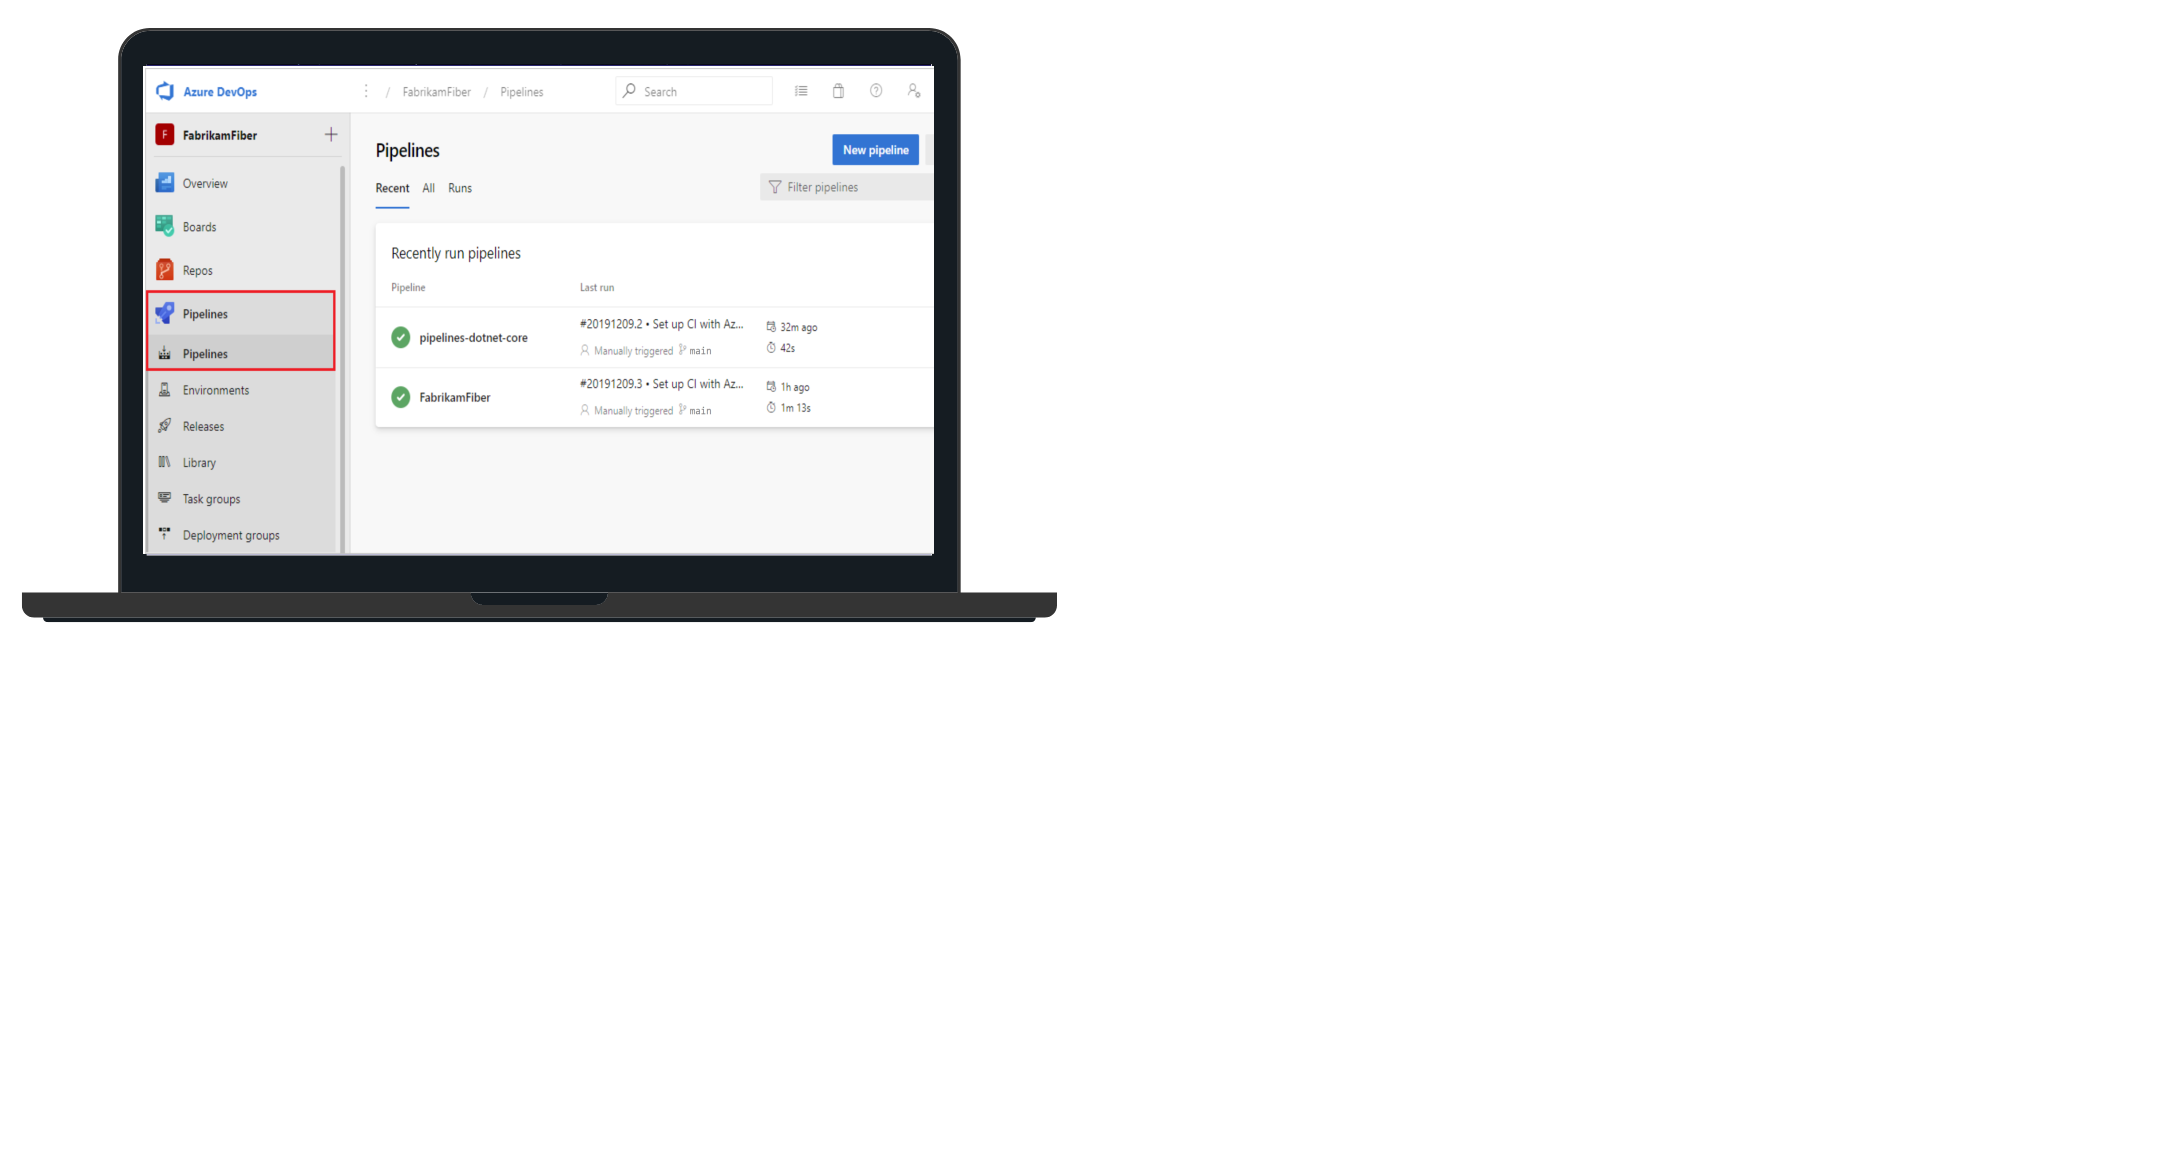 Azure DevOps
/ FabrikamFiber / Pipelines
Search
F FabrikamFiber
Overview
Boards
Repos
Pipelines
Pipelines
Environments
Releases
Library
Task groups
Deployment groups
Pipelines
New pipeline
Recent All Runs
Filter pipelines
Recently run pipelines
Pipeline Last run
pipelines-dotnet-core
#20191209.2 • Set up CI with Az...
Manually triggered main
32m ago
42s
FabrikamFiber
#20191209.3 • Set up CI with Az...
Manually triggered main
1h ago
1m 13s